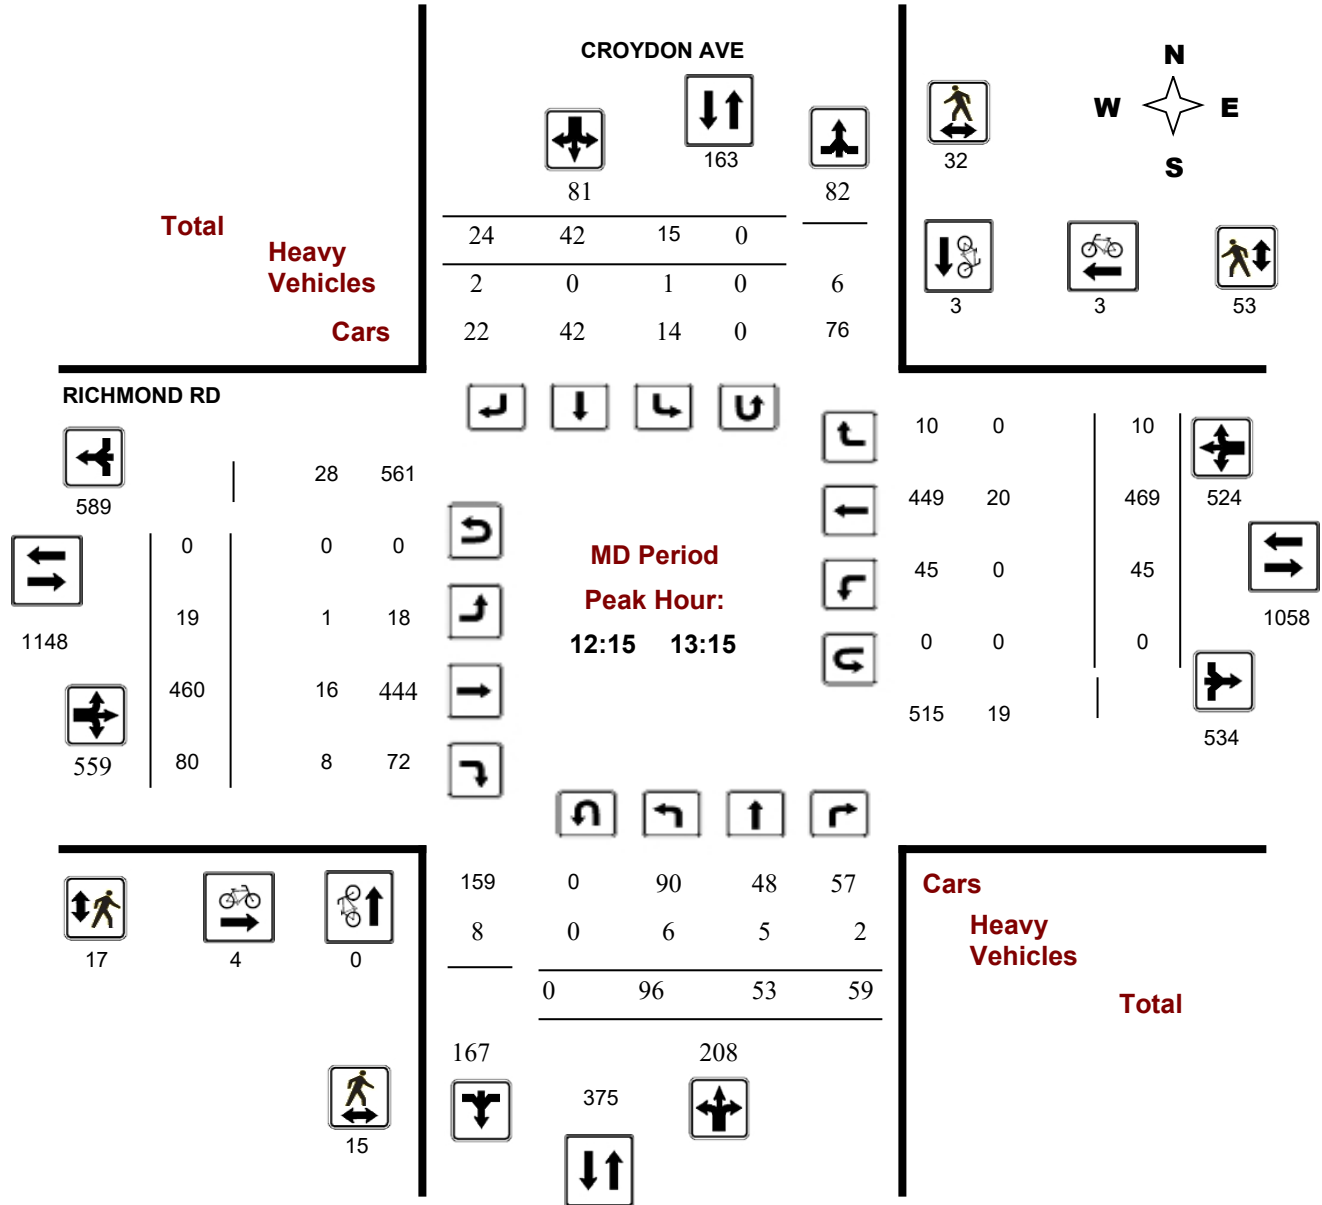 CROYDON AVE
N
W E
S
163
32
81 82
Total
24 42 15 0
Heavy
Vehicles
2 0 1 0 6
3 3 53
Cars
22 42 14 0 76
RICHMOND RD
10 0 10
28 561
589
449 20 469 524
0 0 0
MD Period
45 0 45
19 1 18
Peak Hour:
1148
12:15 13:15
1058
0 0 0
460 16 444
515 19
534
559 80 8 72
159 0 90 48 57
Cars
8 0 6 5 2
Heavy
Vehicles
17 4 0
0 96 53 59
Total
167 208
375
15